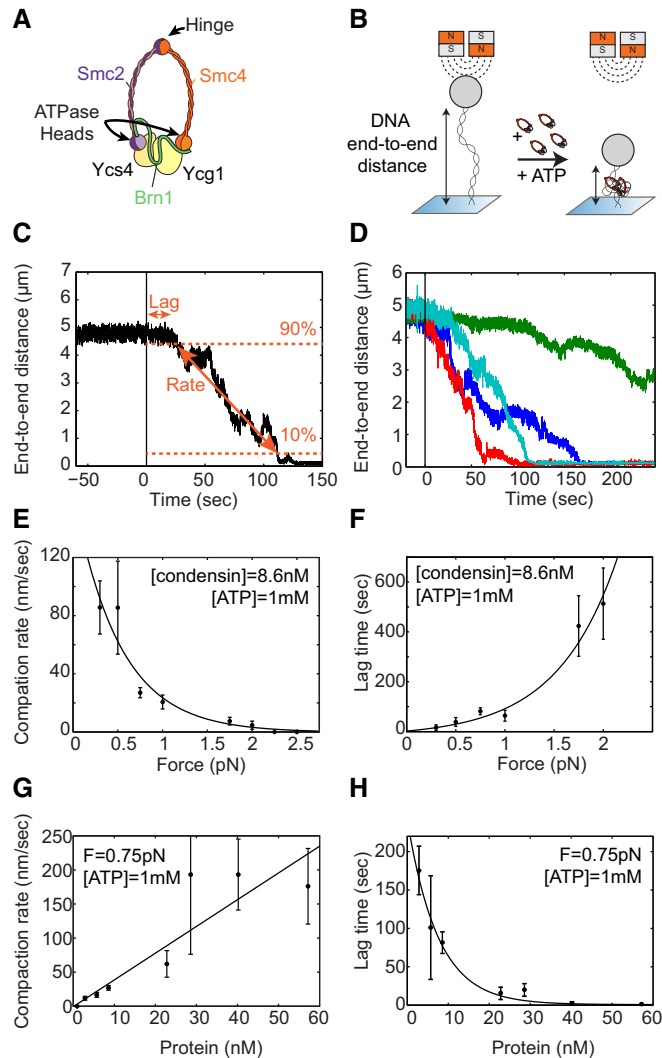 A
Hinge
Smc2
Smc4
ATPase
Heads
Ycs4
Ycg1
Brn1
B
N
S
S
N
N
S
S
N
DNA
end-to-end
distance
+
+ ATP
C
End-to-end distance (µm)
7
6
5
4
3
2
1
0
Lag
90%
Rate
10%
-50
0
50
100
150
Time (sec)
D
End-to-end distance (µm)
6
5
4
3
2
1
0
0
50
100
150
200
Time (sec)
E
Compation rate (nm/sec)
120
80
40
0
[condensin]=8.6nM
[ATP]=1mM
0
0.5
1.0
1.5
2.0
2.5
Force (pN)
F
Lag time (sec)
600
400
200
0
[condensin]=8.6nM
[ATP]=1mM
0
0.5
1
1.5
2
Force (pN)
G
Compaction rate (nm/sec)
250
200
150
100
50
0
F=0.75pN
[ATP]=1mM
0
10
20
30
40
50
60
Protein (nM)
H
Lag time (sec)
200
150
100
50
0
F=0.75pN
[ATP]=1mM
0
10
20
30
40
50
60
Protein (nM)